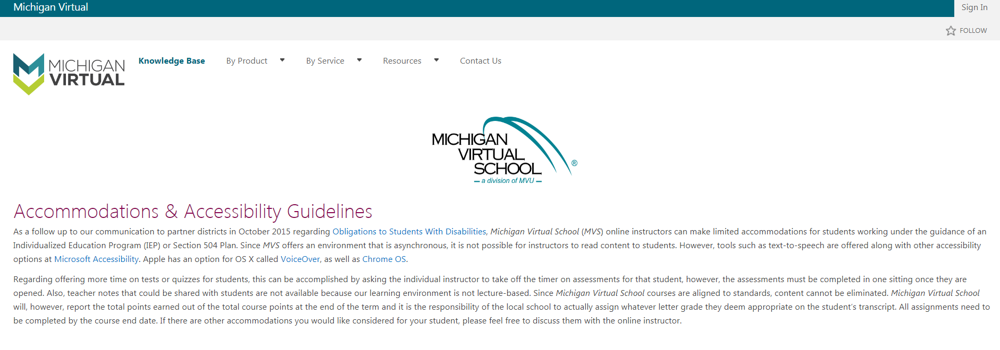 Michigan Virtual
Sign In
FOLLOW
MICHIGAN
VIRTUAL
Knowledge Base
By Product
By Service
Resources
Contact Us
MICHIGAN
VIRTUAL
SCHOOL
®
– a division of MVU –
Accommodations & Accessibility Guidelines
As a follow up to our communication to partner districts in October 2015 regarding Obligations to Students With Disabilities, Michigan Virtual School (MVS) online instructors can make limited accommodations for students working under the guidance of an
Individualized Education Program (IEP) or Section 504 Plan. Since MVS offers an environment that is asynchronous, it is not possible for instructors to read content to students. However, tools such as text-to-speech are offered along with other accessibility
options at Microsoft Accessibility. Apple has an option for OS X called VoiceOver, as well as Chrome OS.
Regarding offering more time on tests or quizzes for students, this can be accomplished by asking the individual instructor to take off the timer on assessments for that student, however, the assessments must be completed in one sitting once they are
opened. Also, teacher notes that could be shared with students are not available because our learning environment is not lecture-based. Since Michigan Virtual School courses are aligned to standards, content cannot be eliminated. Michigan Virtual School
will, however, report the total points earned out of the total course points at the end of the term and it is the responsibility of the local school to actually assign whatever letter grade they deem appropriate on the student’s transcript. All assignments need to
be completed by the course end date. If there are other accommodations you would like considered for your student, please feel free to discuss them with the online instructor.